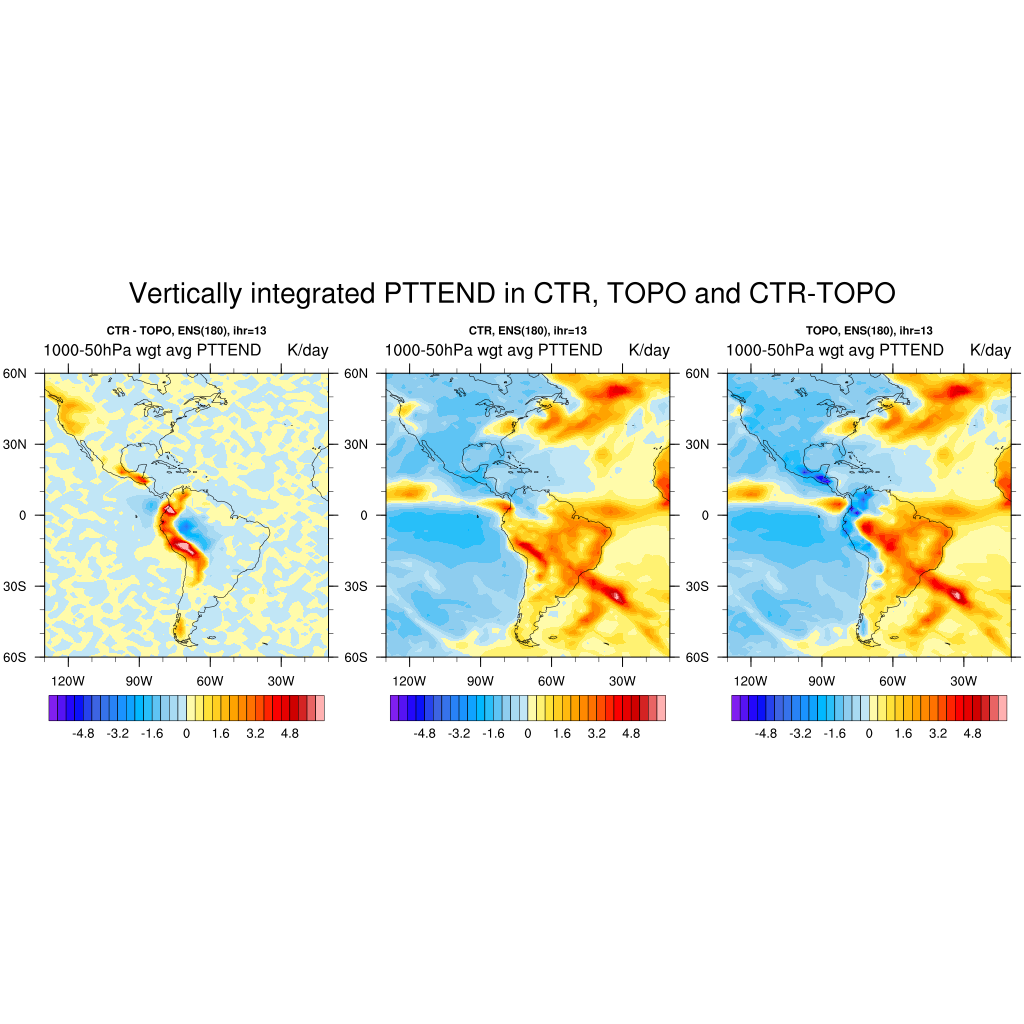 Vertically integrated PTTEND in CTR, TOPO and CTR-TOPO
CTR - TOPO, ENS(180), ihr=13
1000-50hPa wgt avg PTTEND K/day
60N
30N
0
30S
60S
120W 90W 60W 30W
-4.8 -3.2 -1.6 0 1.6 3.2 4.8
CTR, ENS(180), ihr=13
1000-50hPa wgt avg PTTEND K/day
60N
30N
0
30S
60S
120W 90W 60W 30W
-4.8 -3.2 -1.6 0 1.6 3.2 4.8
TOPO, ENS(180), ihr=13
1000-50hPa wgt avg PTTEND K/day
60N
30N
0
30S
60S
120W 90W 60W 30W
-4.8 -3.2 -1.6 0 1.6 3.2 4.8